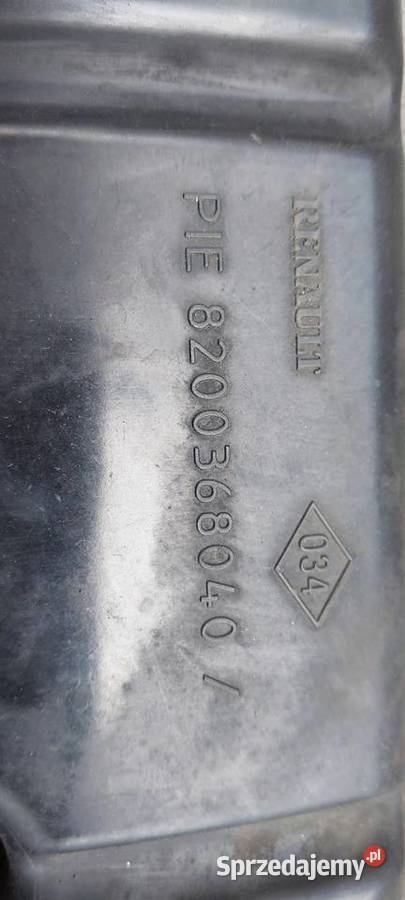 RENAULT
034
PIE 8200368040 /
Sprzedajemy.pl